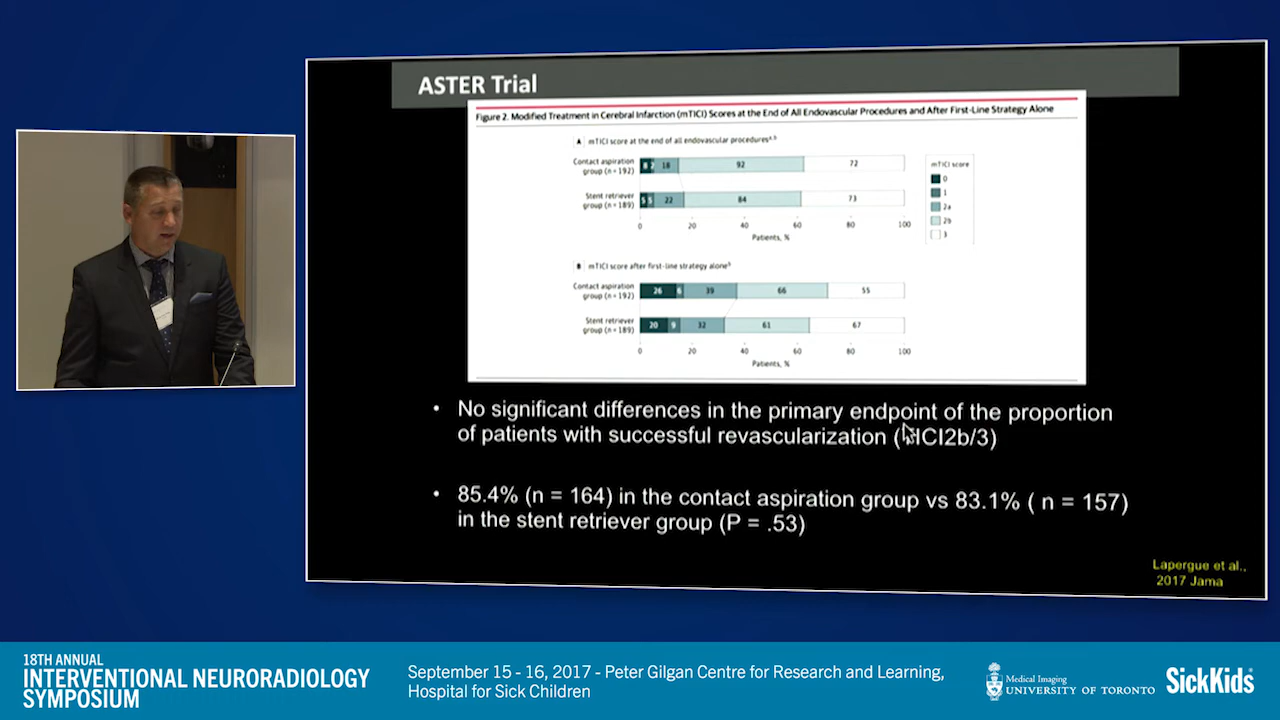 ASTER Trial
Figure 2. Modified Treatment in Cerebral Infarction (mTICI) Scores at the End of All Endovascular Procedures and After First-Line Strategy Alone
A mTICI score at the end of all endovascular procedures a,b
Contact aspiration
group (n=192)
8 2 18 92 72
Stent retriever
group (n=189)
5 5 22 84 73
0 20 40 60 80 100
Patients, %
mTICI score
0
1
2a
2b
3
B mTICI score after first-line strategy alone b
Contact aspiration
group (n=192)
26 6 39 66 55
Stent retriever
group (n=189)
20 9 32 61 67
0 20 40 60 80 100
Patients, %
• No significant differences in the primary endpoint of the proportion
of patients with successful revascularization ( ICI2b/3)
• 85.4% (n = 164) in the contact aspiration group vs 83.1% ( n = 157)
in the stent retriever group (P = .53)
Lapergue et al.,
2017 Jama
18TH ANNUAL
INTERVENTIONAL NEURORADIOLOGY
SYMPOSIUM
September 15 - 16, 2017 - Peter Gilgan Centre for Research and Learning,
Hospital for Sick Children
Medical Imaging
UNIVERSITY OF TORONTO
SickKids®